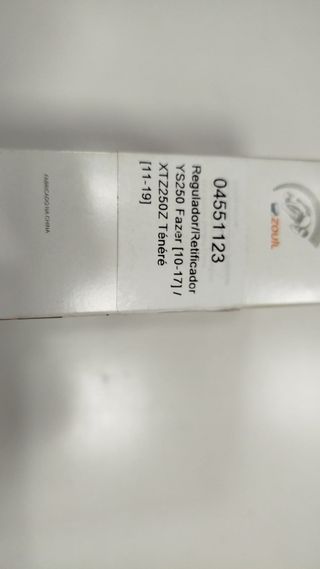 ZOUIL
04551123
Regulador/Retificador
YS250 Fazer [10-17] /
XTZ250Z Ténéré
[11-19]
FABRICADO NA CHINA